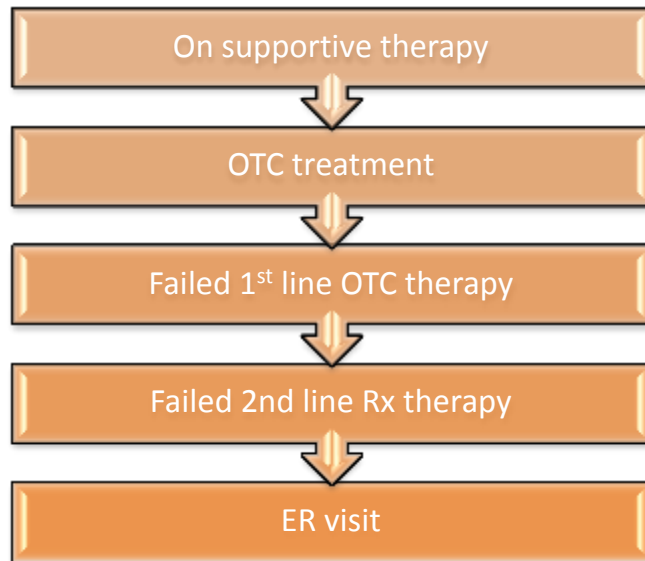 On supportive therapy
OTC treatment
Failed 1st line OTC therapy
Failed 2nd line Rx therapy
ER visit